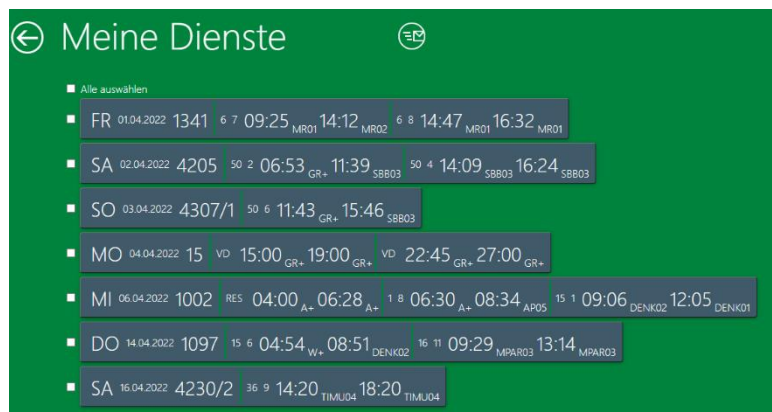 Meine Dienste
Alle auswählen
FR 01.04.2022 1341 6 7 09:25 MR01 14:12 MR02 6 8 14:47 MR01 16:32 MR01
SA 02.04.2022 4205 50 2 06:53 GR+ 11:39 SBB03 50 4 14:09 SBB03 16:24 SBB03
SO 03.04.2022 4307/1 50 6 11:43 GR+ 15:46 SBB03
MO 04.04.2022 15 VD 15:00 GR+ 19:00 GR+ VD 22:45 GR+ 27:00 GR+
MI 06.04.2022 1002 RES 04:00 A+ 06:28 A+ 1 8 06:30 A+ 08:34 AP05 15 1 09:06 DENK02 12:05 DENK01
DO 14.04.2022 1097 15 6 04:54 W+ 08:51 DENK02 16 11 09:29 MPAR03 13:14 MPAR03
SA 16.04.2022 4230/2 36 9 14:20 TIMU04 18:20 TIMU04